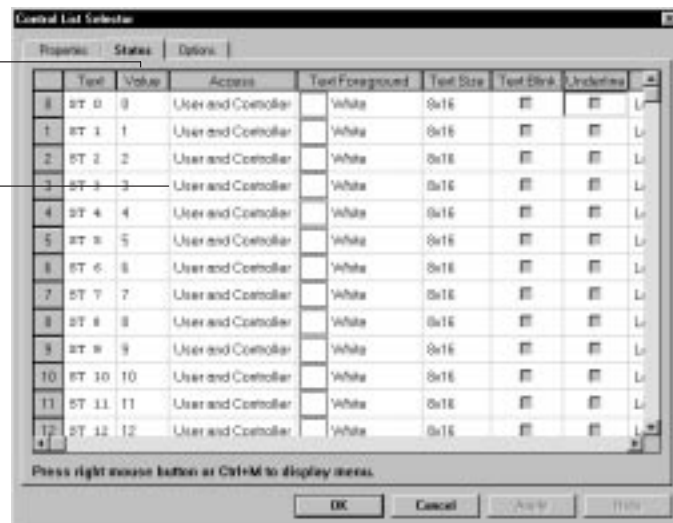 Control List Selector
Properties States Options
Text Value Access Text Foreground Text Size Text Blink Underline
0 ST 0 0 User and Controller White 8x16
1 ST 1 1 User and Controller White 8x16 L
2 ST 2 2 User and Controller White 8x16 L
3 ST 3 3 User and Controller White 8x16 L
4 ST 4 4 User and Controller White 8x16 L
5 ST 5 5 User and Controller White 8x16 L
6 ST 6 6 User and Controller White 8x16 L
7 ST 7 7 User and Controller White 8x16 L
8 ST 8 8 User and Controller White 8x16 L
9 ST 9 9 User and Controller White 8x16 L
10 ST 10 10 User and Controller White 8x16 L
11 ST 11 11 User and Controller White 8x16 L
12 ST 12 12 User and Controller White 8x16 L
Press right mouse button or Ctrl+M to display menu.
OK Cancel Apply Help